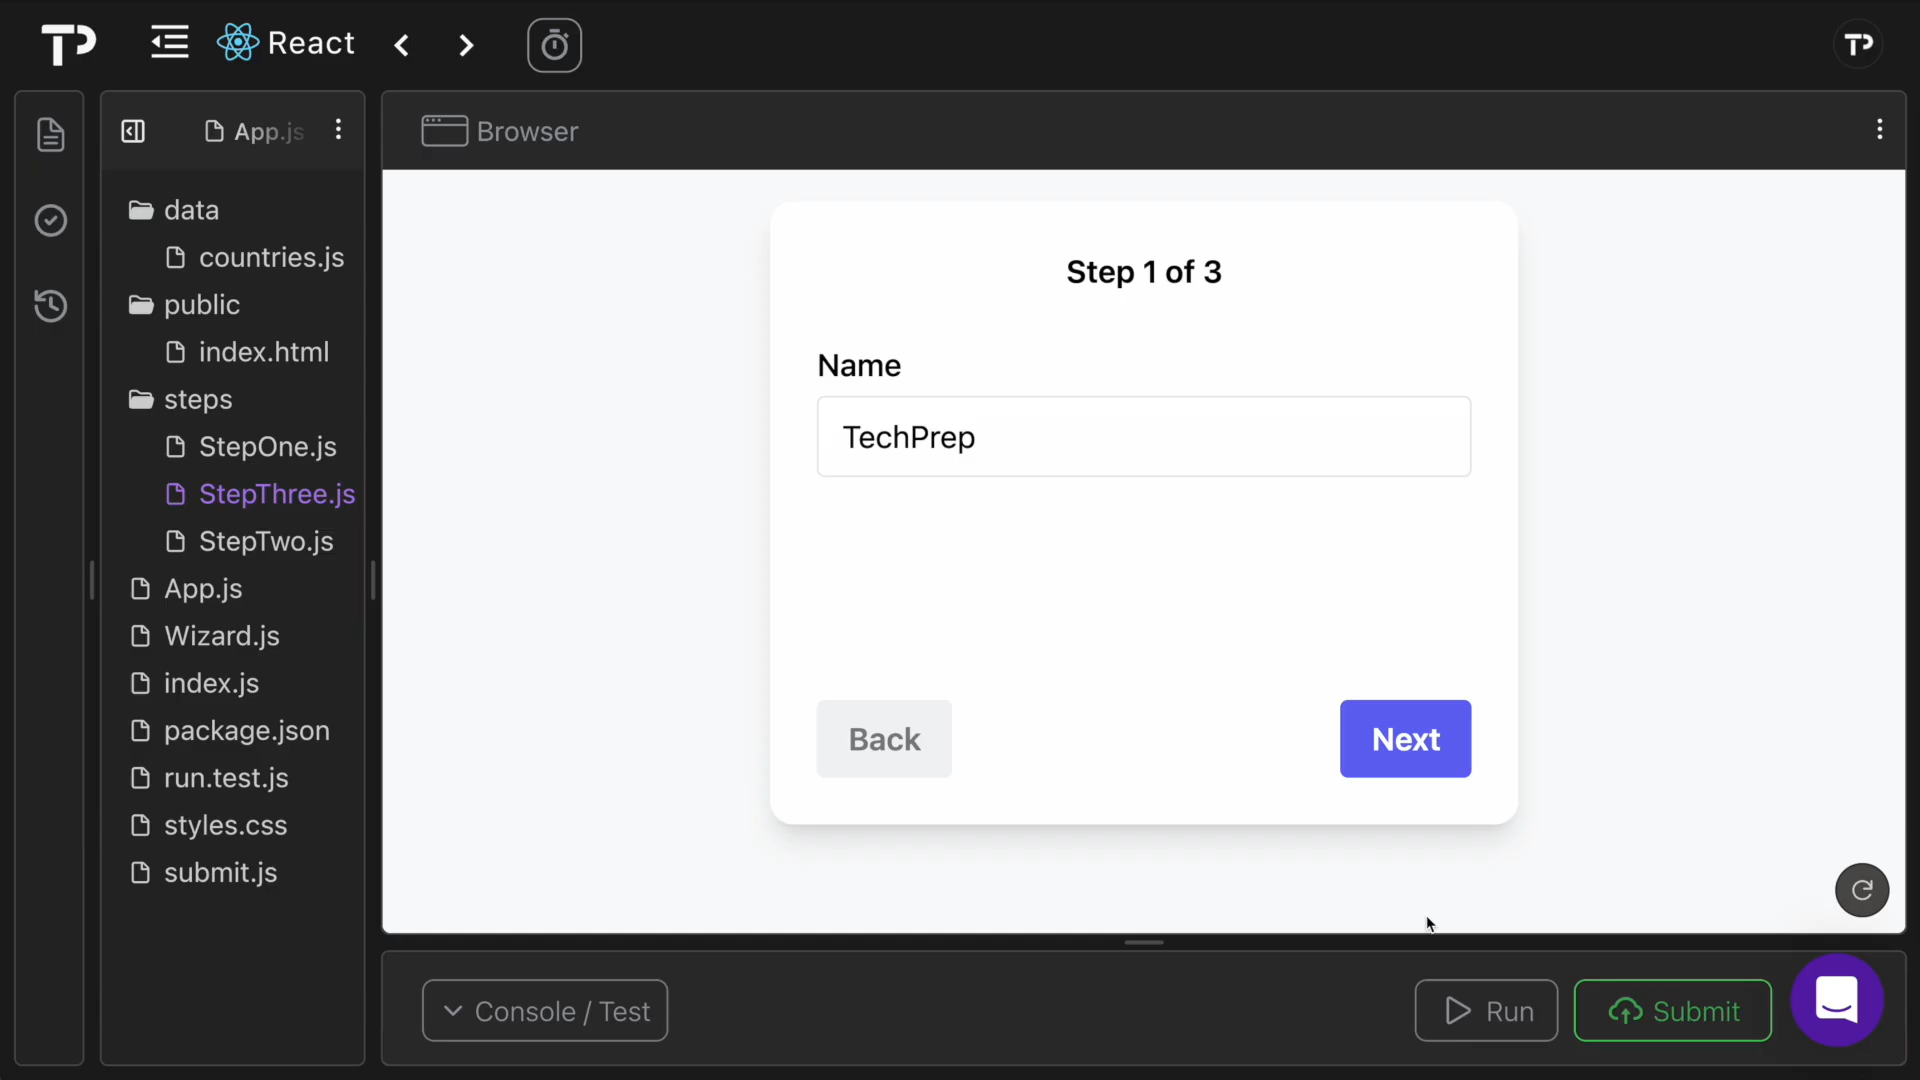 TP
React
TP
App.js
Browser
data
countries.js
public
index.html
steps
StepOne.js
StepThree.js
StepTwo.js
App.js
Wizard.js
index.js
package.json
run.test.js
styles.css
submit.js
Step 1 of 3
Name
TechPrep
Back
Next
Console / Test
Run
Submit